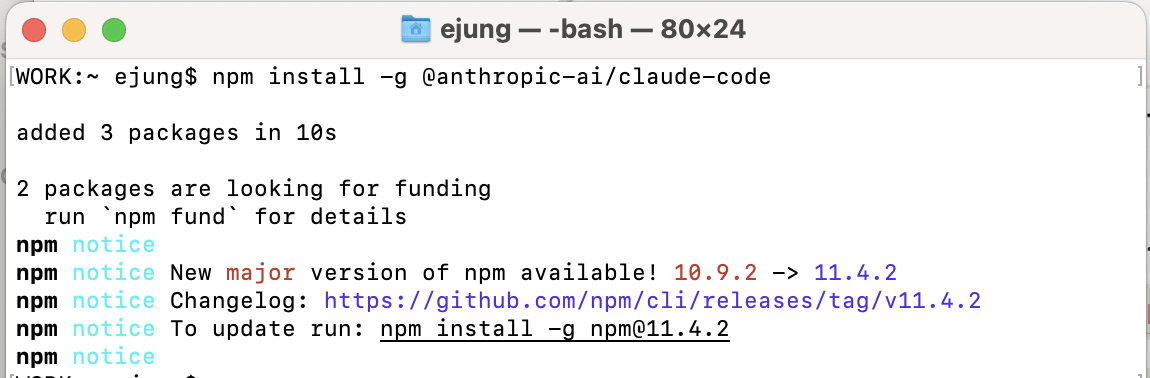 ejung — -bash — 80×24
[WORK:~ ejung$ npm install -g @anthropic-ai/claude-code ]
added 3 packages in 10s
2 packages are looking for funding
run `npm fund` for details
npm notice
npm notice New major version of npm available! 10.9.2 -> 11.4.2
npm notice Changelog: https://github.com/npm/cli/releases/tag/v11.4.2
npm notice To update run: npm install -g npm@11.4.2
npm notice